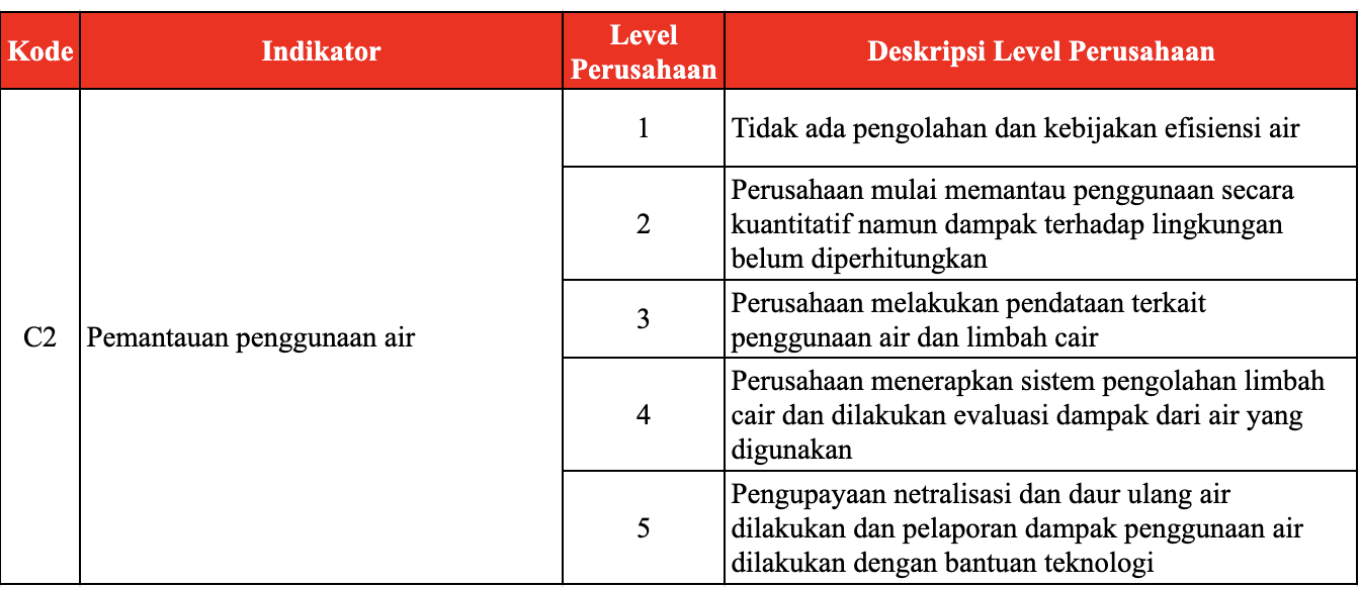 Kode
Indikator
Level
Perusahaan
Deskripsi Level Perusahaan
C2
Pemantauan penggunaan air
1
Tidak ada pengolahan dan kebijakan efisiensi air
2
Perusahaan mulai memantau penggunaan secara
kuantitatif namun dampak terhadap lingkungan
belum diperhitungkan
3
Perusahaan melakukan pendataan terkait
penggunaan air dan limbah cair
4
Perusahaan menerapkan sistem pengolahan limbah
cair dan dilakukan evaluasi dampak dari air yang
digunakan
5
Pengupayaan netralisasi dan daur ulang air
dilakukan dan pelaporan dampak penggunaan air
dilakukan dengan bantuan teknologi